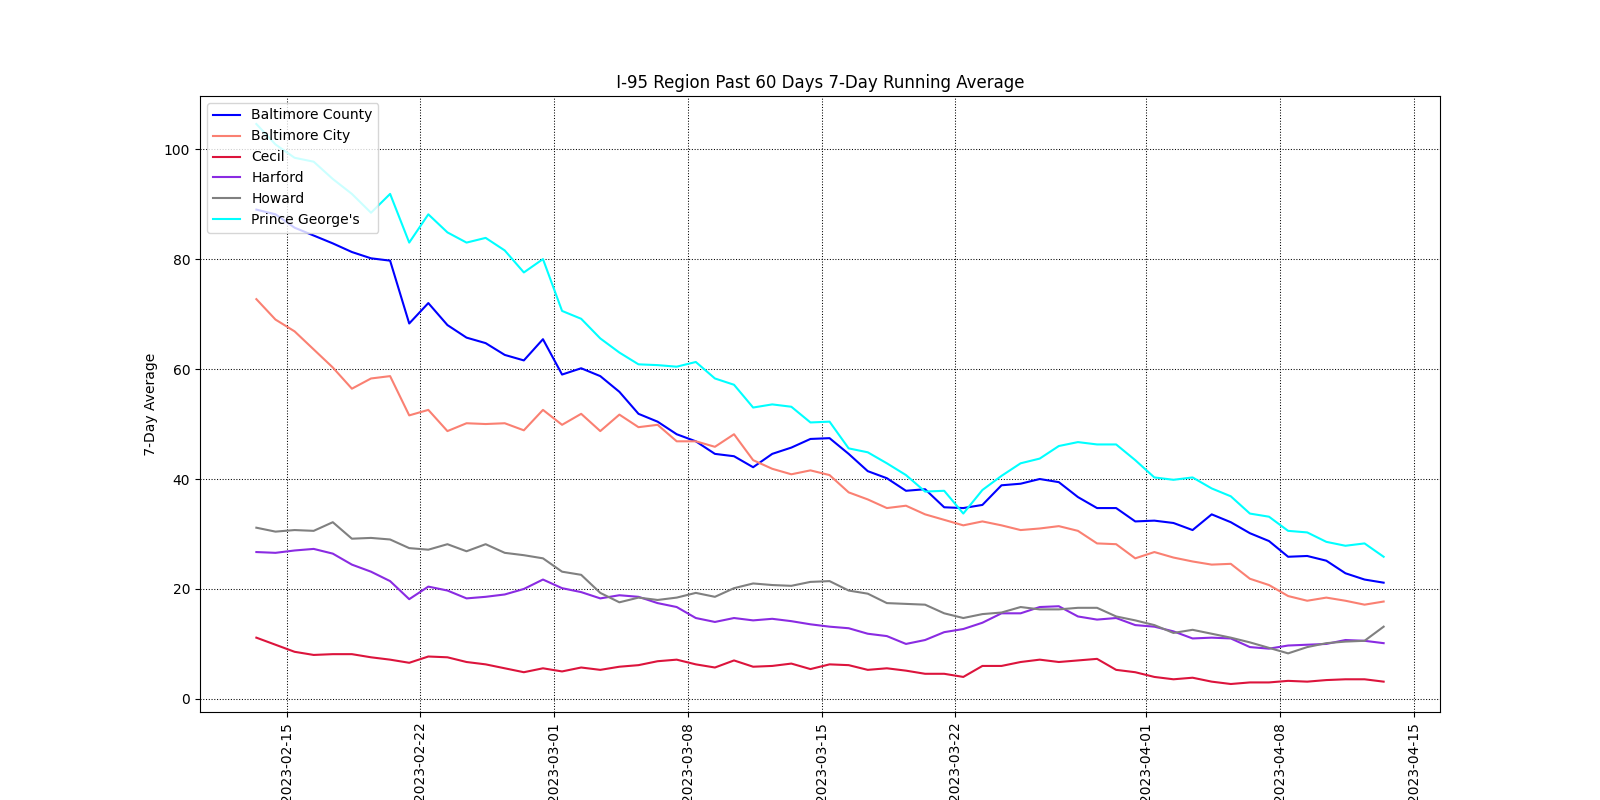 I-95 Region Past 60 Days 7-Day Running Average
Baltimore County
Baltimore City
Cecil
Harford
Howard
Prince George's
7-Day Average
100
80
60
40
20
0
2023-02-15
2023-02-22
2023-03-01
2023-03-08
2023-03-15
2023-03-22
2023-04-01
2023-04-08
2023-04-15